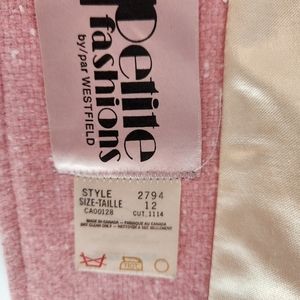 petite
fashions
by/par WESTFIELD
STYLE 2794
SIZE-TAILLE 12
CA00128 CUT. 1114
MADE IN CANADA - FABRIQUÉ AU CANADA
DRY CLEAN ONLY - NETTOYER À SEC SEULEMENT